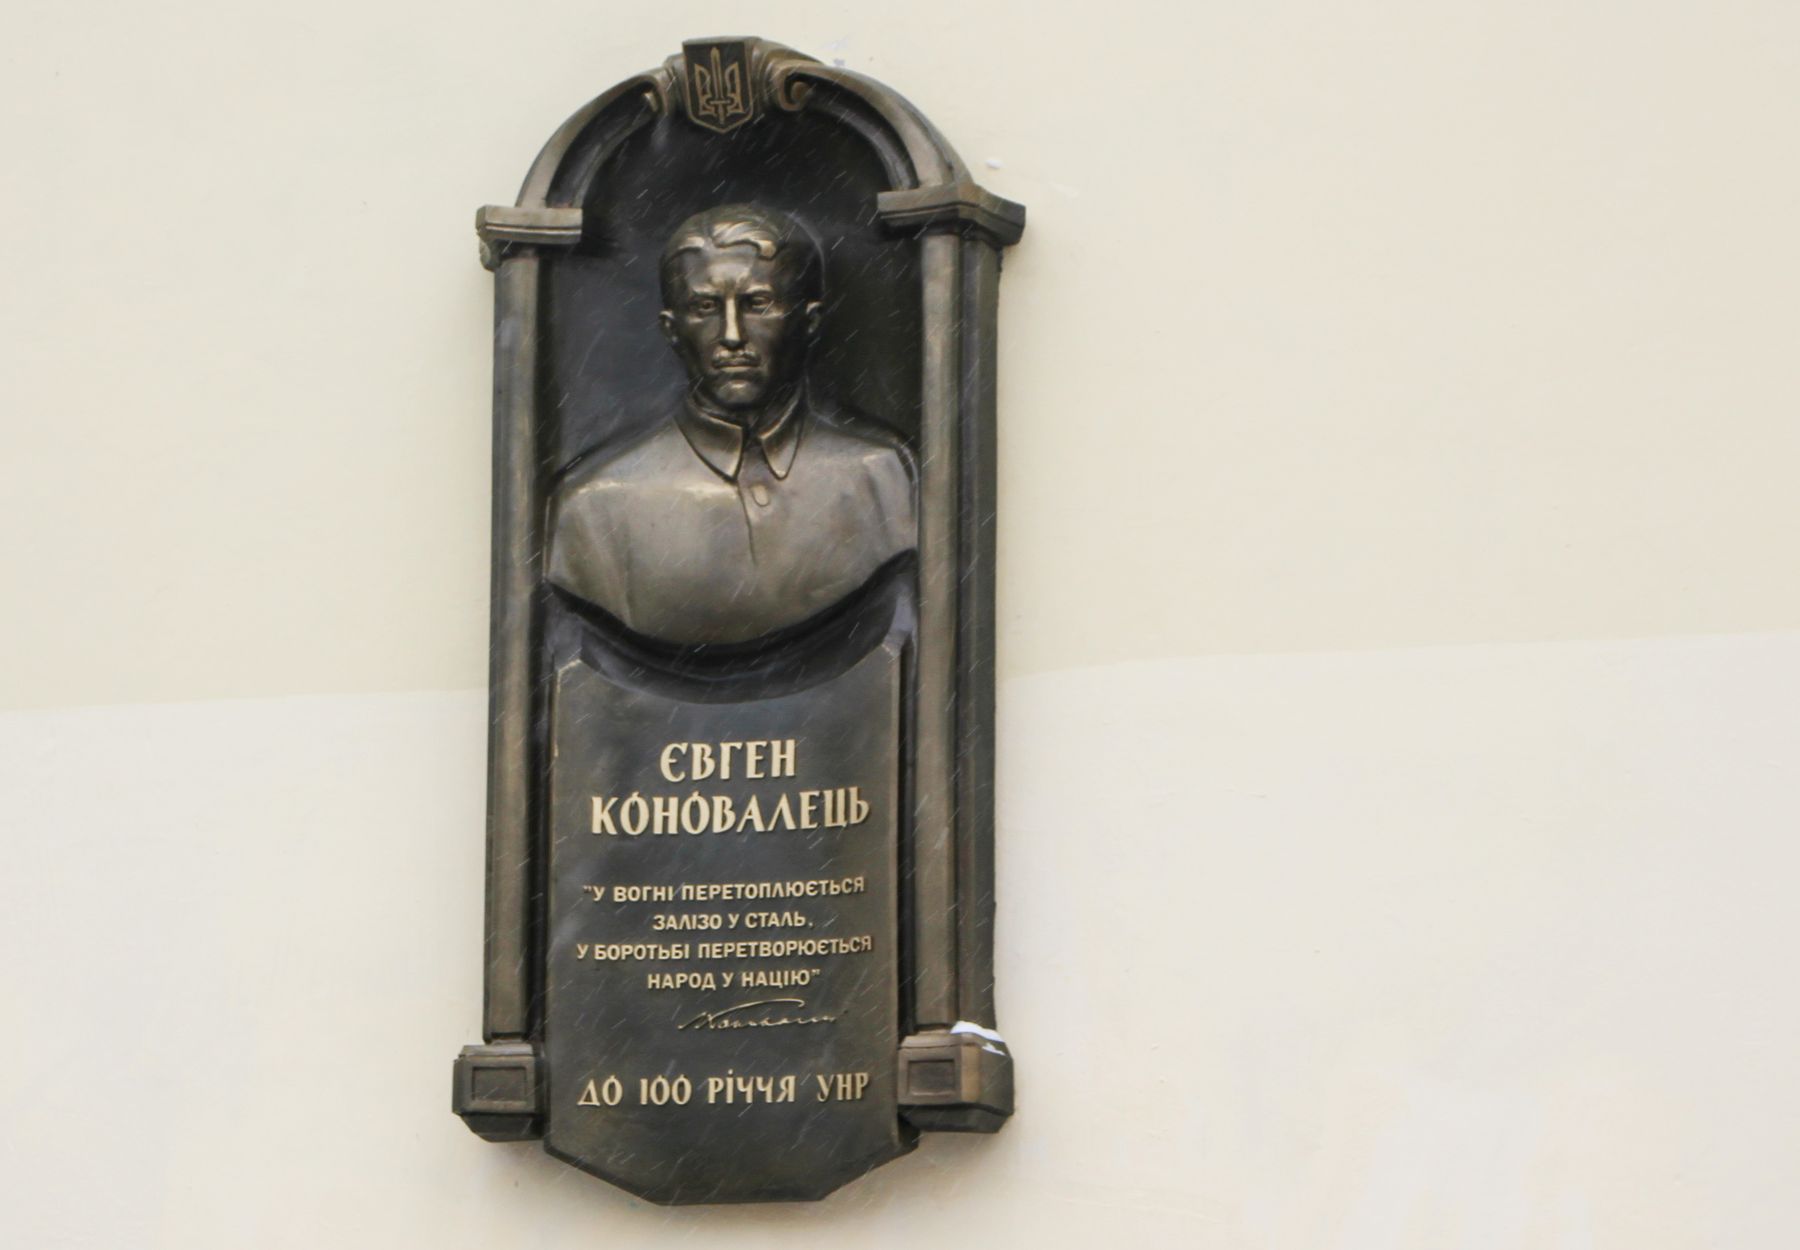 ЄВГЕН
КОНОВАЛЕЦЬ
"У ВОГНІ ПЕРЕТОПЛЮЄТЬСЯ
ЗАЛІЗО У СТАЛЬ,
У БОРОТЬБІ ПЕРЕТВОРЮЄТЬСЯ
НАРОД У НАЦІЮ"
ДО 100 РІЧЧЯ УНР